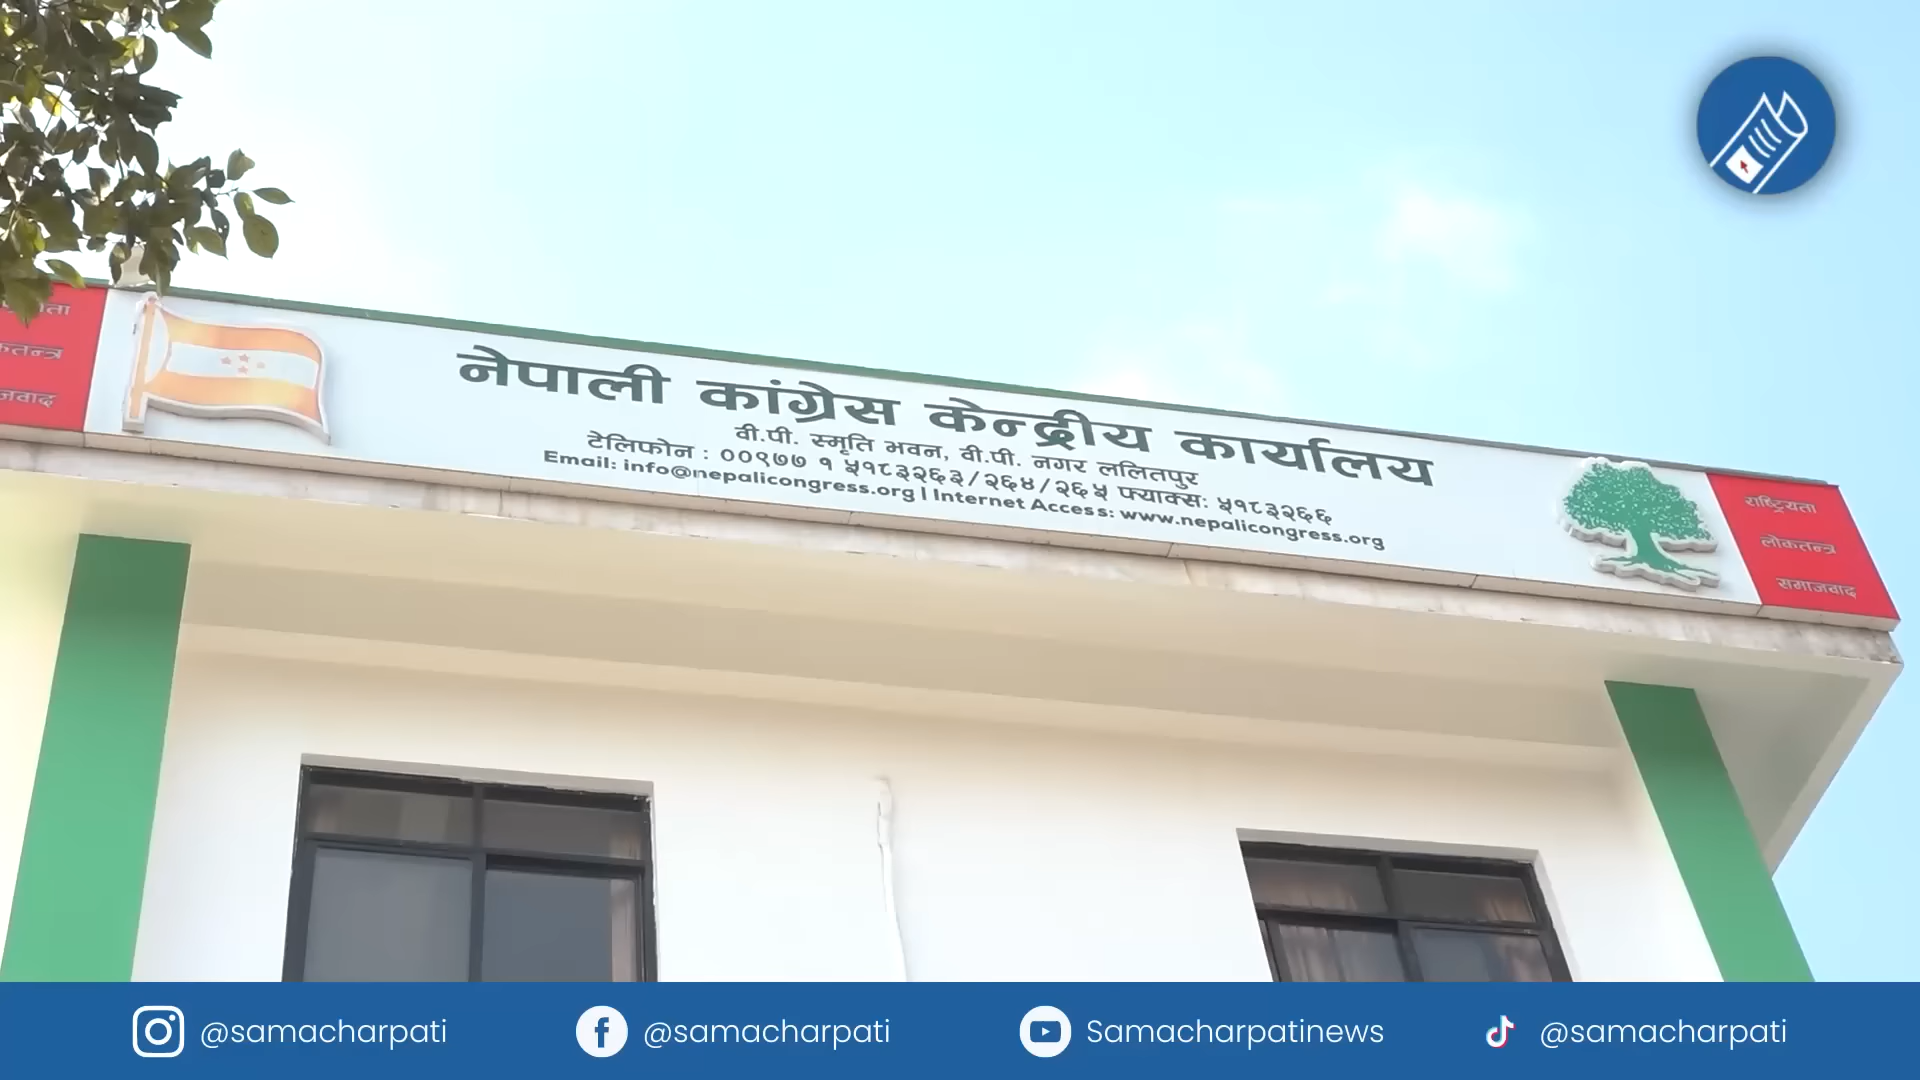 नेपाली कांग्रेस केन्द्रीय कार्यालय
वी.पी. स्मृति भवन, वी.पी. नगर ललितपुर
टेलिफोन : ००९७७ १ ५१८३२६३/२६४/२६५ फ्याक्स: ५१८३२६६
Email: info@nepalicongress.org | Internet Access: www.nepalicongress.org
राष्ट्रियता
लोकतन्त्र
समाजवाद
@samacharpati
@samacharpati
Samacharpatinews
@samacharpati